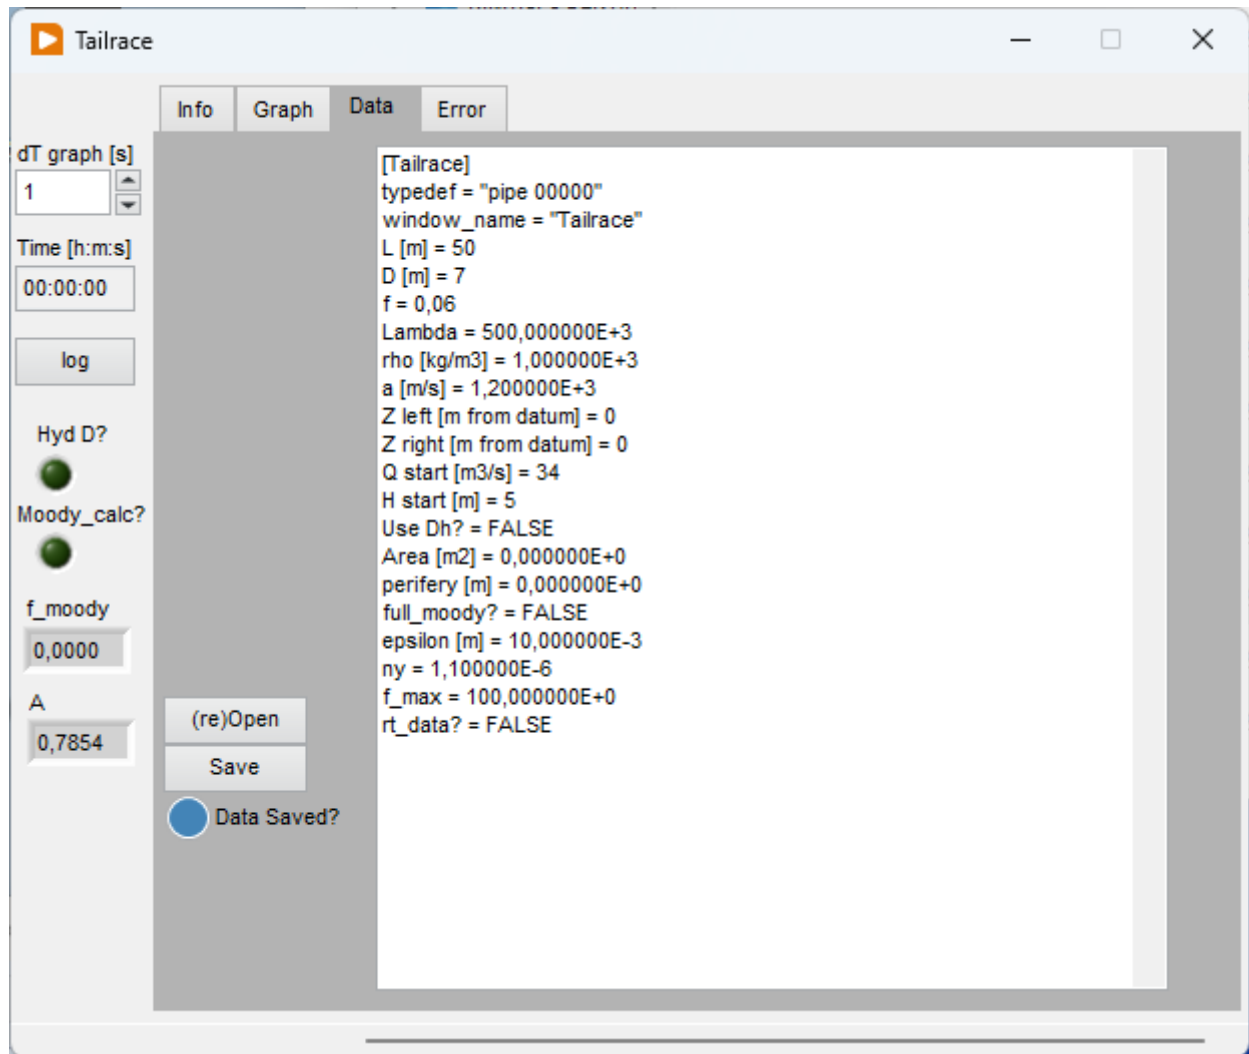 Tailrace
Info Graph Data Error
dT graph [s]
1
Time [h:m:s]
00:00:00
log
Hyd D?
Moody_calc?
f_moody
0,0000
A
0,7854
(re)Open
Save
Data Saved?
[Tailrace]
typedef = "pipe 00000"
window_name = "Tailrace"
L [m] = 50
D [m] = 7
f = 0,06
Lambda = 500,000000E+3
rho [kg/m3] = 1,000000E+3
a [m/s] = 1,200000E+3
Z left [m from datum] = 0
Z right [m from datum] = 0
Q start [m3/s] = 34
H start [m] = 5
Use Dh? = FALSE
Area [m2] = 0,000000E+0
perifery [m] = 0,000000E+0
full_moody? = FALSE
epsilon [m] = 10,000000E-3
ny = 1,100000E-6
f_max = 100,000000E+0
rt_data? = FALSE